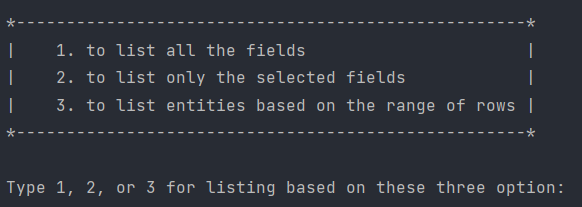 *---------------------------------------------------*
|    1. to list all the fields                      |
|    2. to list only the selected fields            |
|    3. to list entities based on the range of rows |
*---------------------------------------------------*
Type 1, 2, or 3 for listing based on these three option: